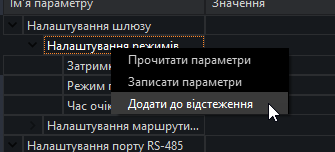 Ім'я параметру Значення
Налаштування шлюзу
Налаштування режимів
Прочитати параметри
Затримк
Записати параметри
Режим
Додати до відстеження
Час очік
Налаштування маршрути...
Налаштування порту RS-485